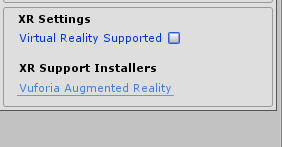 XR Settings
Virtual Reality Supported
XR Support Installers
Vuforia Augmented Reality